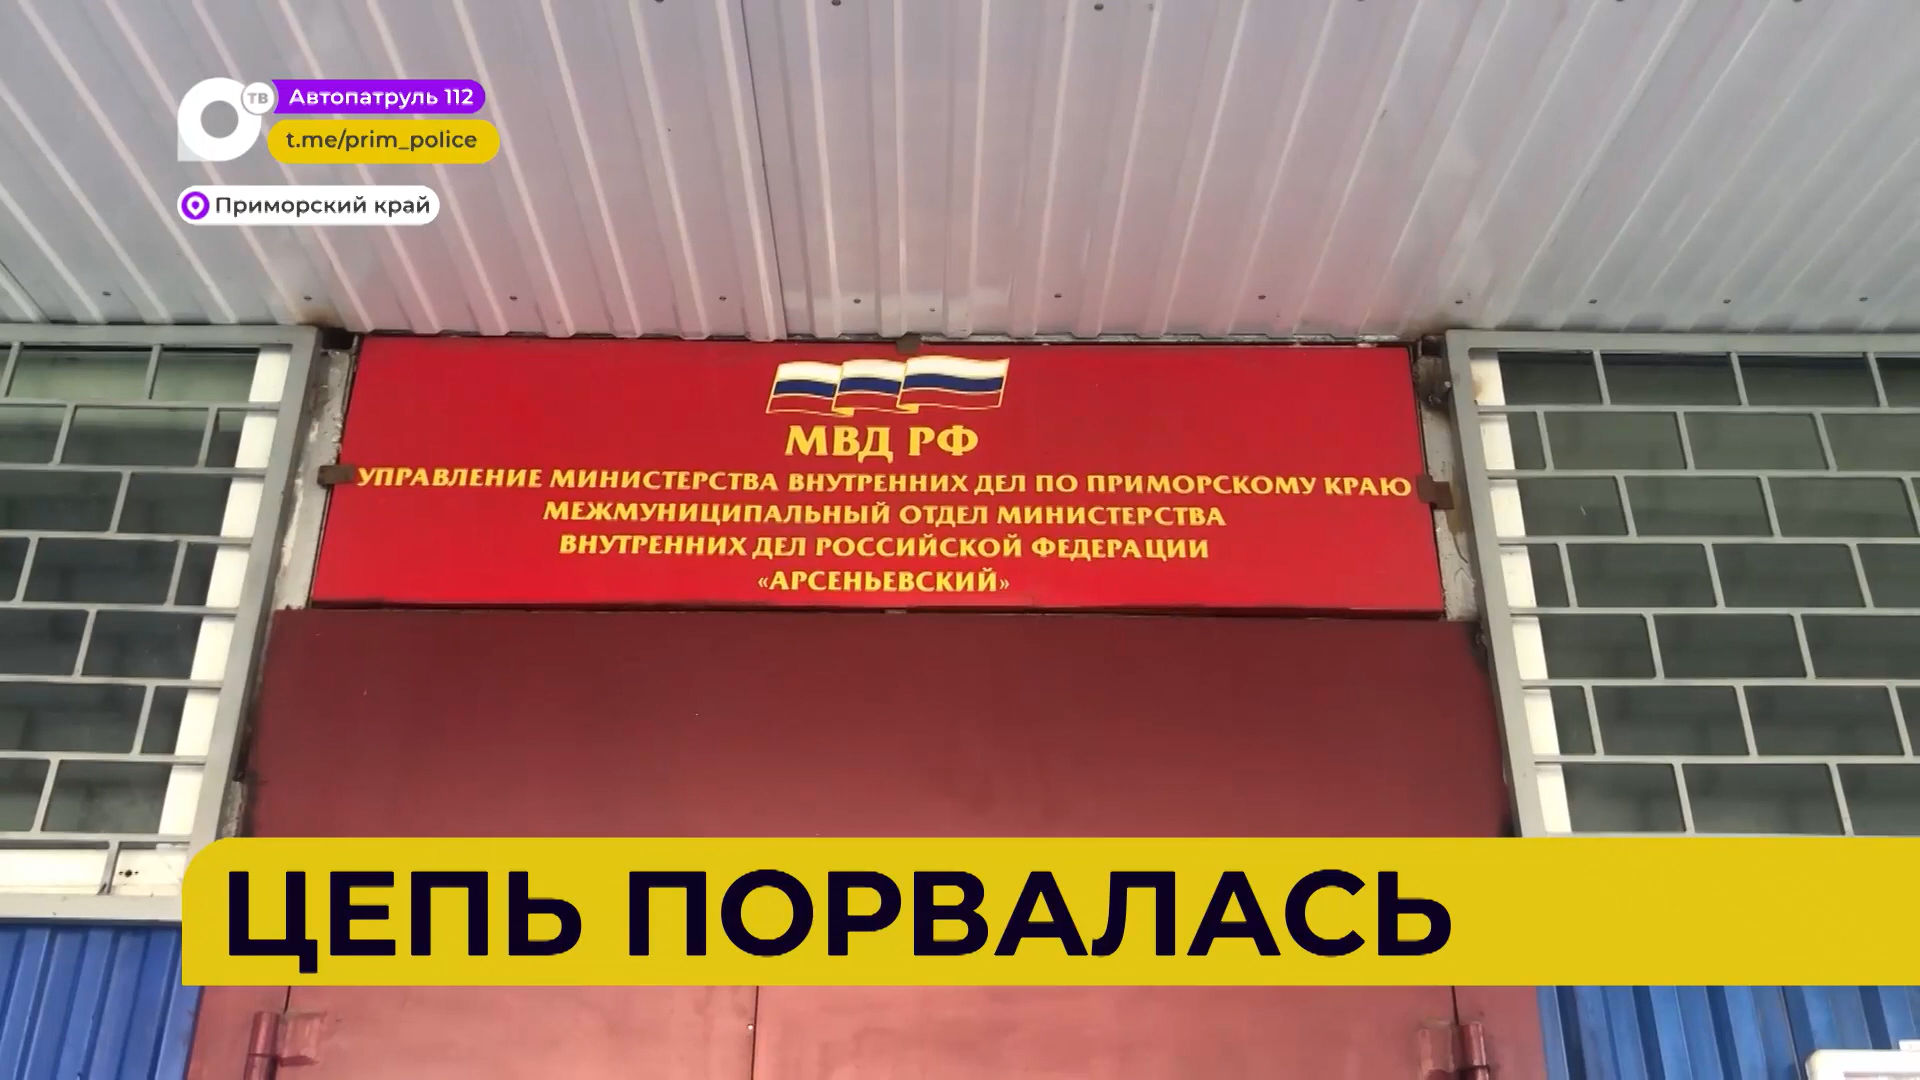 ТВ
Автопатруль 112
t.me/prim_police
Приморский край
МВД РФ
УПРАВЛЕНИЕ МИНИСТЕРСТВА ВНУТРЕННИХ ДЕЛ ПО ПРИМОРСКОМУ КРАЮ
МЕЖМУНИЦИПАЛЬНЫЙ ОТДЕЛ МИНИСТЕРСТВА
ВНУТРЕННИХ ДЕЛ РОССИЙСКОЙ ФЕДЕРАЦИИ
«АРСЕНЬЕВСКИЙ»
ЦЕПЬ ПОРВАЛАСЬ